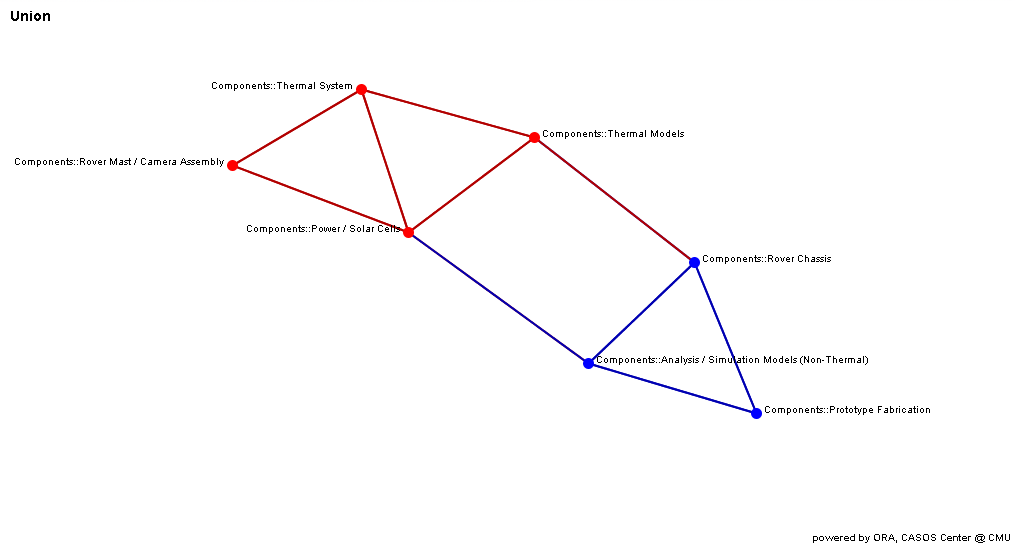 Union
Components::Thermal System
Components::Thermal Models
Components::Rover Mast / Camera Assembly
Components::Power / Solar Cells
Components::Rover Chassis
Components::Analysis / Simulation Models (Non-Thermal)
Components::Prototype Fabrication
powered by ORA, CASOS Center @ CMU